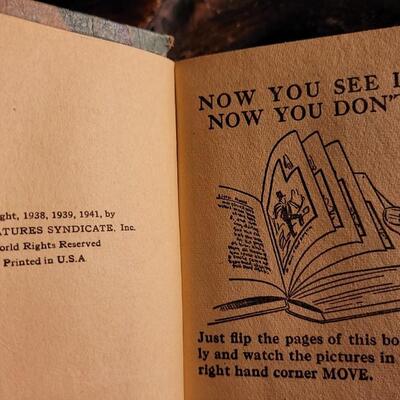 ght, 1938, 1939, 1941, by
ATURES SYNDICATE, Inc.
orld Rights Reserved
Printed in U.S.A
NOW YOU SEE I
NOW YOU DON'T
Just flip the pages of this bo
ly and watch the pictures in
right hand corner MOVE.